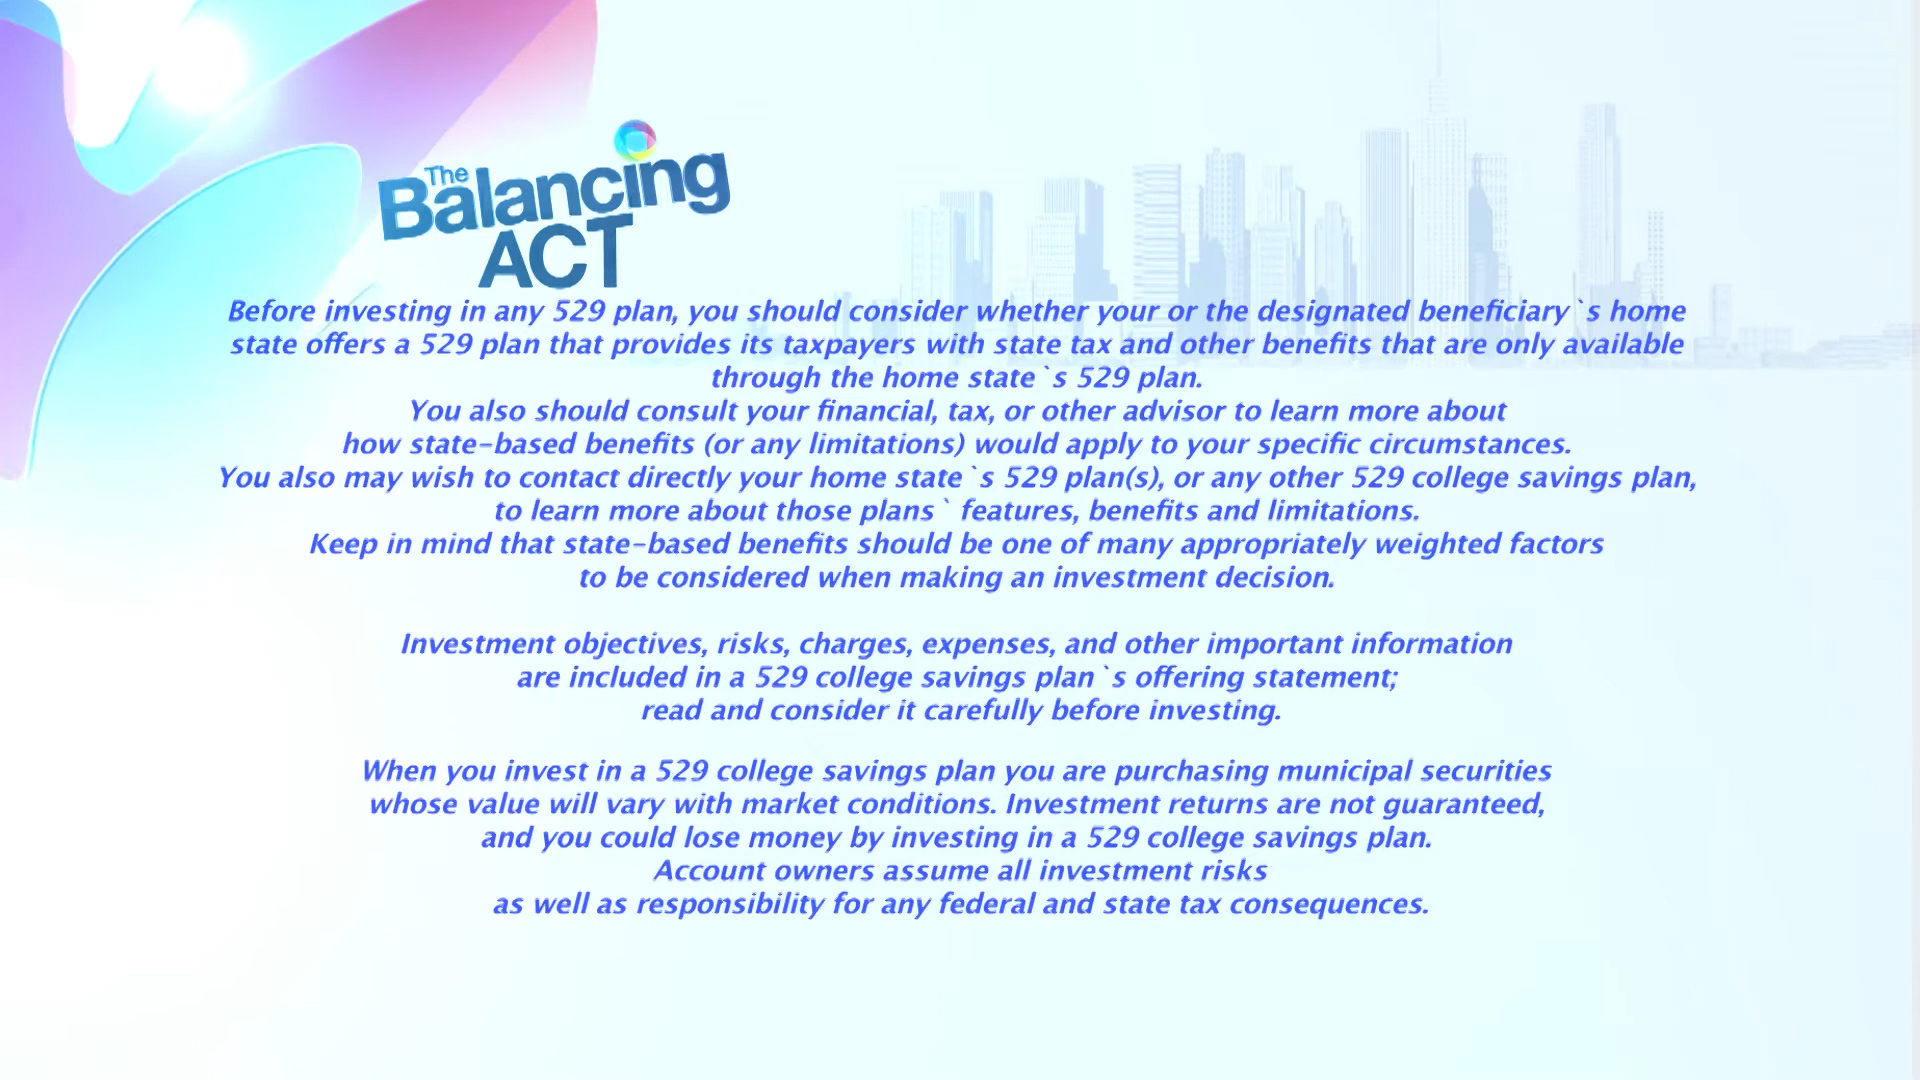 The
Balancing
ACT
Before investing in any 529 plan, you should consider whether your or the designated beneficiary`s home
state offers a 529 plan that provides its taxpayers with state tax and other benefits that are only available
through the home state`s 529 plan.
You also should consult your financial, tax, or other advisor to learn more about
how state-based benefits (or any limitations) would apply to your specific circumstances.
You also may wish to contact directly your home state`s 529 plan(s), or any other 529 college savings plan,
to learn more about those plans` features, benefits and limitations.
Keep in mind that state-based benefits should be one of many appropriately weighted factors
to be considered when making an investment decision.
Investment objectives, risks, charges, expenses, and other important information
are included in a 529 college savings plan`s offering statement;
read and consider it carefully before investing.
When you invest in a 529 college savings plan you are purchasing municipal securities
whose value will vary with market conditions. Investment returns are not guaranteed,
and you could lose money by investing in a 529 college savings plan.
Account owners assume all investment risks
as well as responsibility for any federal and state tax consequences.